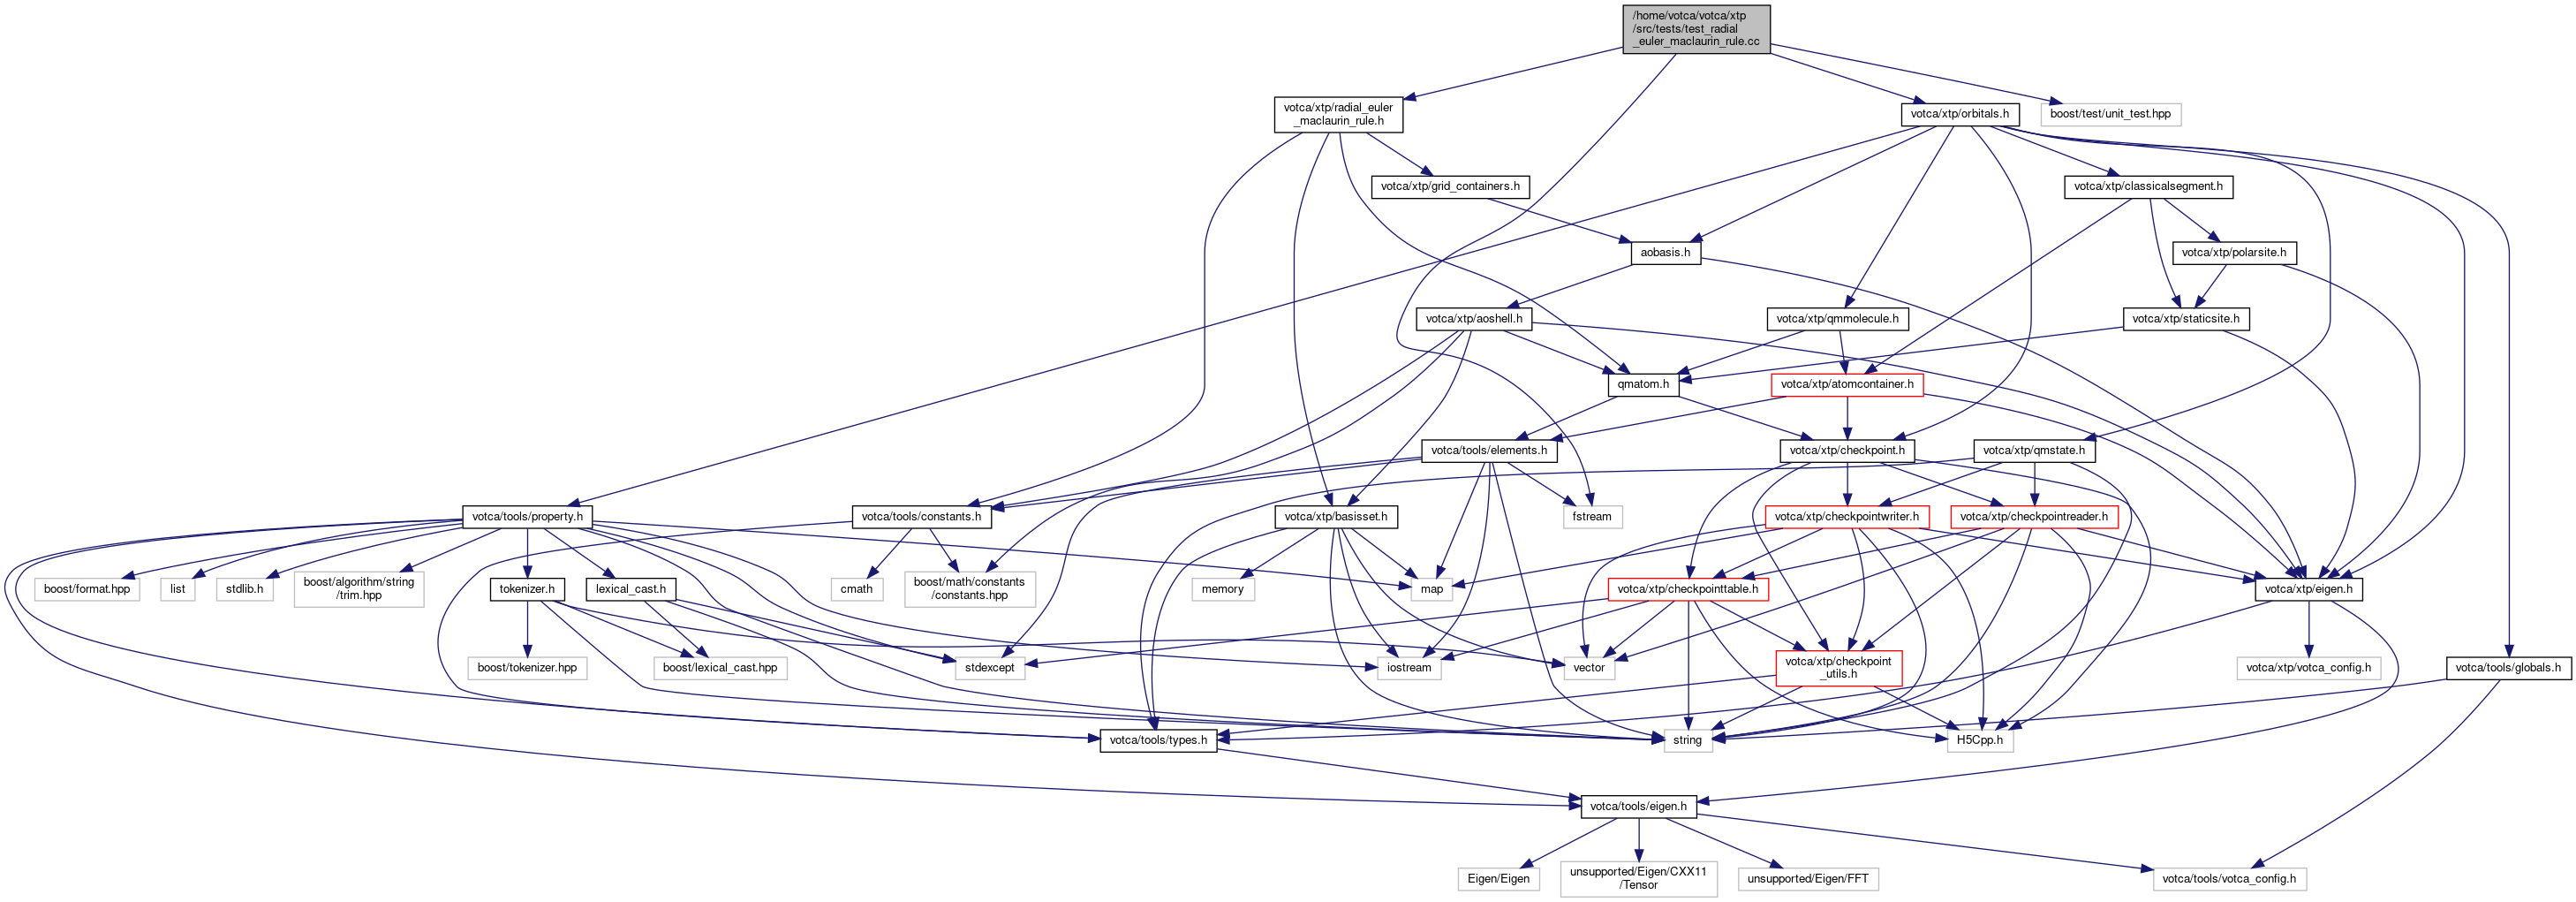 /home/votca/votca/xtp
/src/tests/test_radial
_euler_maclaurin_rule.cc
votca/xtp/radial_euler
_maclaurin_rule.h
votca/xtp/orbitals.h
boost/test/unit_test.hpp
votca/xtp/grid_containers.h
votca/xtp/classicalsegment.h
aobasis.h
votca/xtp/polarsite.h
votca/xtp/aoshell.h
votca/xtp/qmmolecule.h
votca/xtp/staticsite.h
qmatom.h
votca/xtp/atomcontainer.h
votca/tools/elements.h
votca/xtp/checkpoint.h
votca/xtp/qmstate.h
votca/tools/property.h
votca/tools/constants.h
votca/xtp/basisset.h
fstream
votca/xtp/checkpointwriter.h
votca/xtp/checkpointreader.h
boost/format.hpp
list
stdlib.h
boost/algorithm/string
/trim.hpp
tokenizer.h
lexical_cast.h
cmath
boost/math/constants
/constants.hpp
memory
map
votca/xtp/checkpointtable.h
votca/xtp/eigen.h
boost/tokenizer.hpp
boost/lexical_cast.hpp
stdexcept
iostream
vector
votca/xtp/checkpoint
_utils.h
votca/xtp/votca_config.h
votca/tools/globals.h
votca/tools/types.h
string
H5Cpp.h
votca/tools/eigen.h
Eigen/Eigen
unsupported/Eigen/CXX11
/Tensor
unsupported/Eigen/FFT
votca/tools/votca_config.h